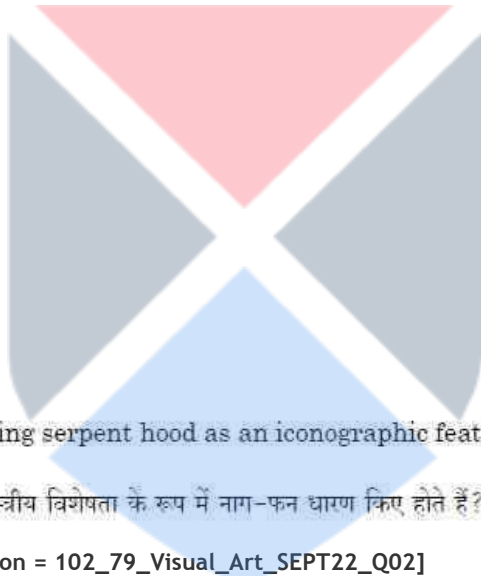 ing serpent hood as an iconographic feat
स्त्रीय विशेषता के रूप में नाग-फन धारण किए होते हैं?
on = 102_79_Visual_Art_SEPT22_Q02]